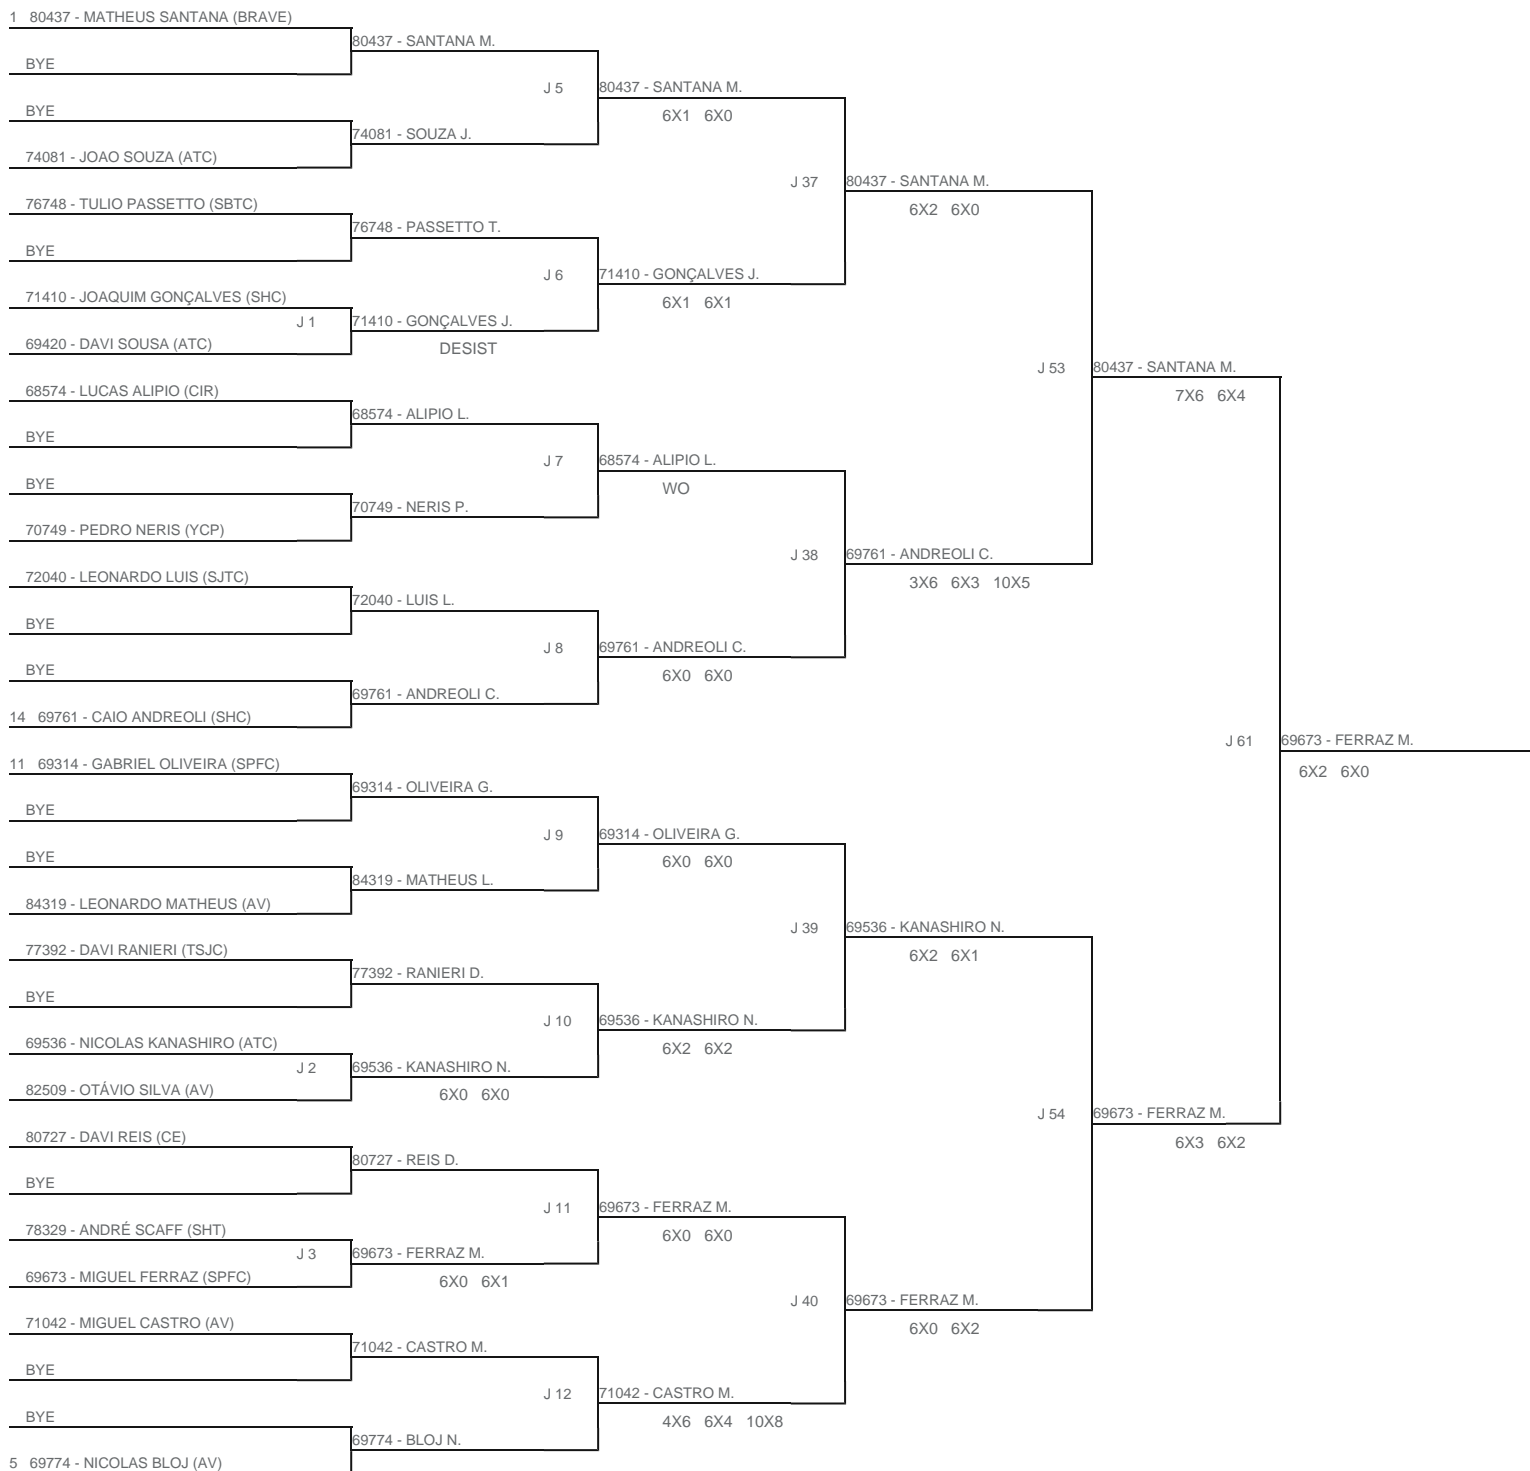 1 80437 - MATHEUS SANTANA (BRAVE)
80437 - SANTANA M.
BYE
J 5
80437 - SANTANA M.
6X1 6X0
BYE
74081 - SOUZA J.
74081 - JOAO SOUZA (ATC)
J 37
80437 - SANTANA M.
6X2 6X0
76748 - TULIO PASSETTO (SBTC)
76748 - PASSETTO T.
BYE
J 6
71410 - GONÇALVES J.
6X1 6X1
71410 - JOAQUIM GONÇALVES (SHC)
J 1
71410 - GONÇALVES J.
69420 - DAVI SOUSA (ATC)
DESIST
J 53
80437 - SANTANA M.
7X6 6X4
68574 - LUCAS ALIPIO (CIR)
68574 - ALIPIO L.
BYE
J 7
68574 - ALIPIO L.
WO
BYE
70749 - NERIS P.
70749 - PEDRO NERIS (YCP)
J 38
69761 - ANDREOLI C.
3X6 6X3 10X5
72040 - LEONARDO LUIS (SJTC)
72040 - LUIS L.
BYE
J 8
69761 - ANDREOLI C.
6X0 6X0
BYE
69761 - ANDREOLI C.
14 69761 - CAIO ANDREOLI (SHC)
J 61
69673 - FERRAZ M.
6X2 6X0
11 69314 - GABRIEL OLIVEIRA (SPFC)
69314 - OLIVEIRA G.
BYE
J 9
69314 - OLIVEIRA G.
6X0 6X0
BYE
84319 - MATHEUS L.
84319 - LEONARDO MATHEUS (AV)
J 39
69536 - KANASHIRO N.
6X2 6X1
77392 - DAVI RANIERI (TSJC)
77392 - RANIERI D.
BYE
J 10
69536 - KANASHIRO N.
6X2 6X2
69536 - NICOLAS KANASHIRO (ATC)
J 2
69536 - KANASHIRO N.
82509 - OTÁVIO SILVA (AV)
6X0 6X0
J 54
69673 - FERRAZ M.
6X3 6X2
80727 - DAVI REIS (CE)
80727 - REIS D.
BYE
J 11
69673 - FERRAZ M.
6X0 6X0
78329 - ANDRÉ SCAFF (SHT)
J 3
69673 - FERRAZ M.
69673 - MIGUEL FERRAZ (SPFC)
6X0 6X1
J 40
69673 - FERRAZ M.
6X0 6X2
71042 - MIGUEL CASTRO (AV)
71042 - CASTRO M.
BYE
J 12
71042 - CASTRO M.
4X6 6X4 10X8
BYE
69774 - BLOJ N.
5 69774 - NICOLAS BLOJ (AV)